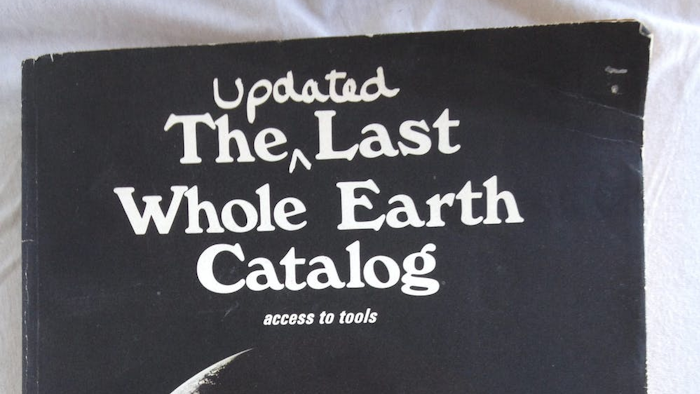 updated
The ^ Last
Whole Earth
Catalog
access to tools